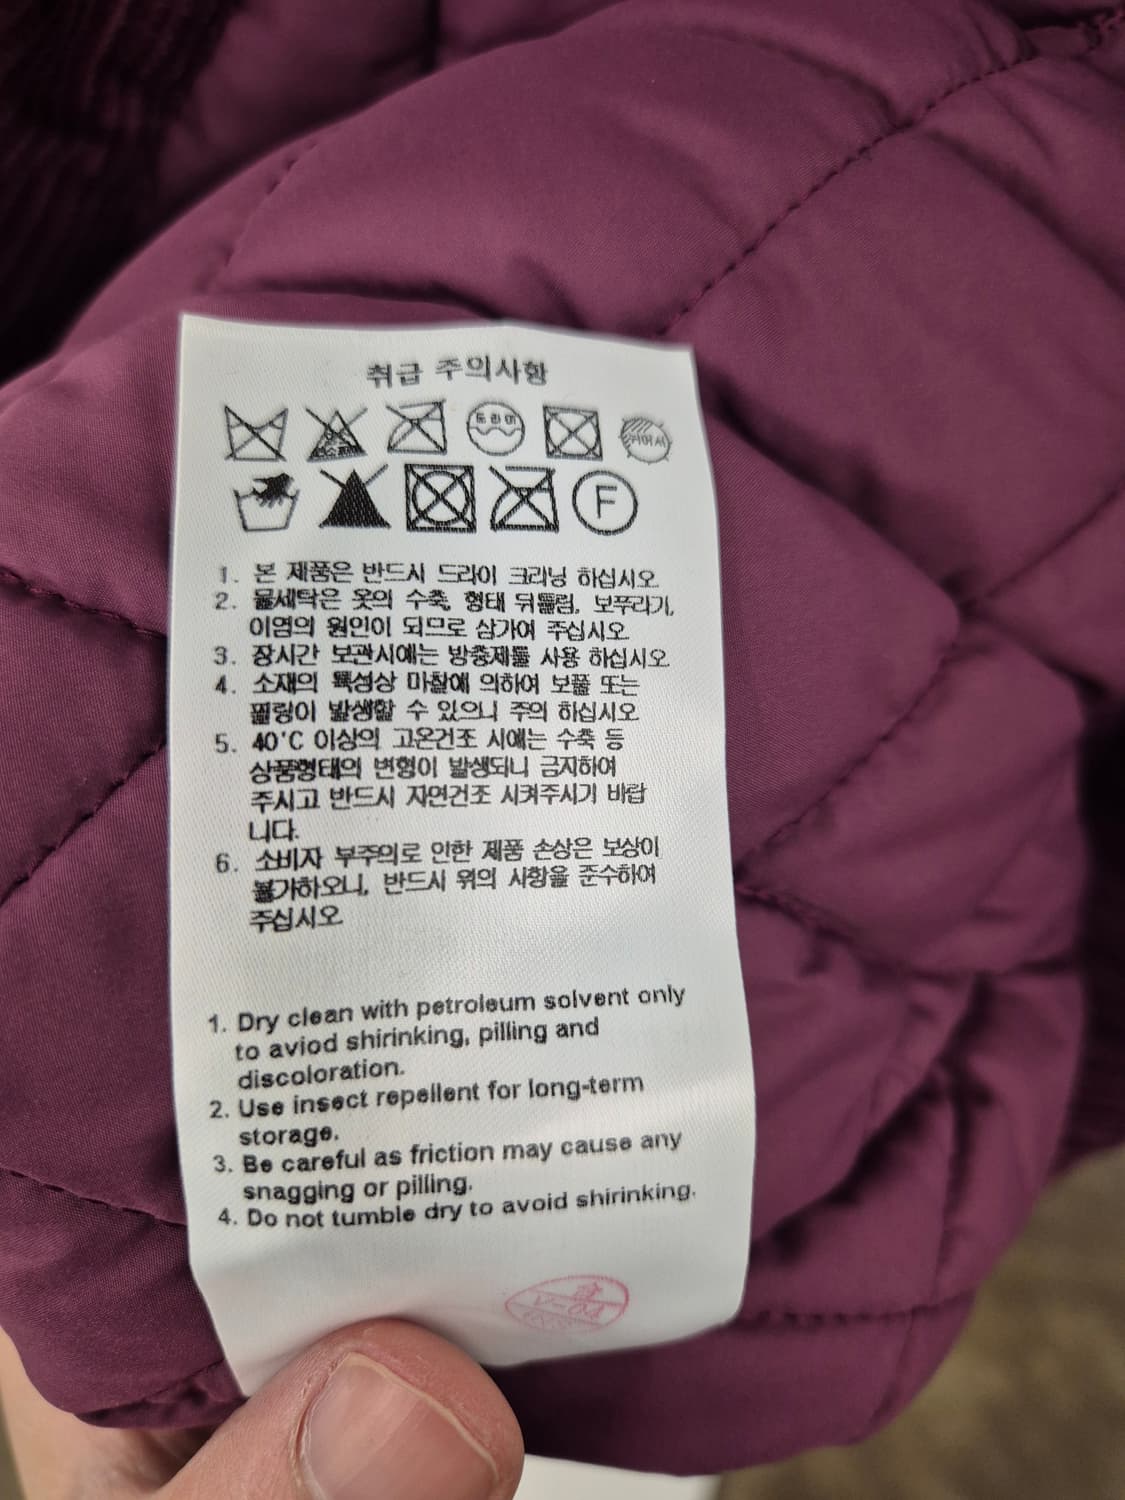 취급 주의사항
드라이
F
1. 본 제품은 반드시 드라이 크리닝 하십시오
2. 물세탁은 옷의 수축, 형태 뒤틀림, 보푸라기,
이염의 원인이 되므로 삼가여 주십시오
3. 장시간 보관시에는 방충제를 사용 하십시오
4. 소재의 특성상 마찰에 의하여 보풀 또는
필링이 발생할 수 있으니 주의 하십시오
5. 40°C 이상의 고온건조 시에는 수축 등
상품형태의 변형이 발생되니 금지하여
주시고 반드시 자연건조 시켜주시기 바랍
니다.
6. 소비자 부주의로 인한 제품 손상은 보상이
불가하오니, 반드시 위의 사항을 준수하여
주십시오
1. Dry clean with petroleum solvent only
to aviod shirinking, pilling and
discoloration.
2. Use insect repellent for long-term
storage.
3. Be careful as friction may cause any
snagging or pilling.
4. Do not tumble dry to avoid shirinking.
V-04